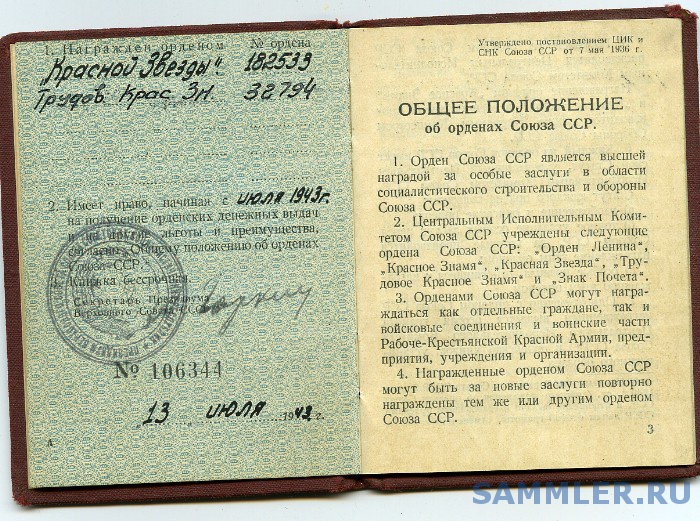 1. Награжден орденом № ордена
"Красной Звезды". 182533
Трудов. Крас. Зн. 32794
2. Имеет право, начиная с июля 1943 г.
на получение орденских денежных выдач
и на прочие льготы и преимущества,
согласно Общему положению об орденах
Союза ССР.
3. Книжка бессрочная.
Секретарь Президиума
Верховного Совета СССР
№ 106344
13 июля 1943 г.
Утверждено постановлением ЦИК и
СНК Союза ССР от 7 мая 1936 г.
ОБЩЕЕ ПОЛОЖЕНИЕ
об орденах Союза ССР.
1. Орден Союза ССР является высшей
наградой за особые заслуги в области
социалистического строительства и обороны
Союза ССР.
2. Центральным Исполнительным Коми-
тетом Союза ССР учреждены следующие
ордена Союза ССР: „Орден Ленина“,
„Красное Знамя“, „Красная Звезда“, „Тру-
довое Красное Знамя“ и „Знак Почета“.
3. Орденами Союза ССР могут награ-
ждаться как отдельные граждане, так и
войсковые соединения и воинские части
Рабоче-Крестьянской Красной Армии, пред-
приятия, учреждения и организации.
4. Награжденные орденом Союза ССР
могут быть за новые заслуги повторно
награждены тем же или другим орденом
Союза ССР.
3
SAMMLER.RU